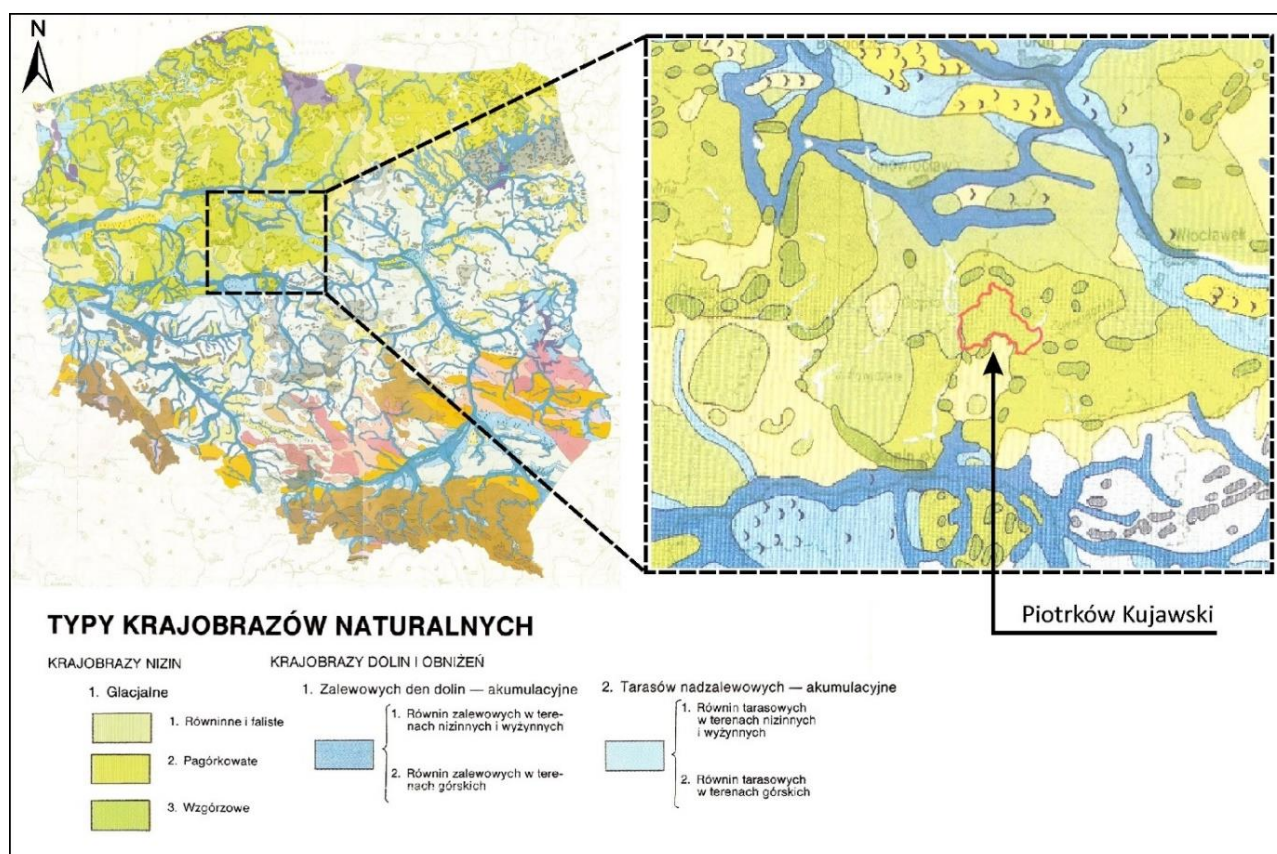 N
Włocławek
Piotrków Kujawski
TYPY KRAJOBRAZÓW NATURALNYCH
KRAJOBRAZY NIZIN
1. Glacjalne
1. Równinne i faliste
2. Pagórkowate
3. Wzgórzowe
KRAJOBRAZY DOLIN I OBNIŻEŃ
1. Zalewowych den dolin — akumulacyjne
1. Równin zalewowych w tere-
nach nizinnych i wyżynnych
2. Równin zalewowych w tere-
nach górskich
2. Tarasów nadzalewowych — akumulacyjne
1. Równin tarasowych
w terenach nizinnych
i wyżynnych
2. Równin tarasowych
w terenach górskich